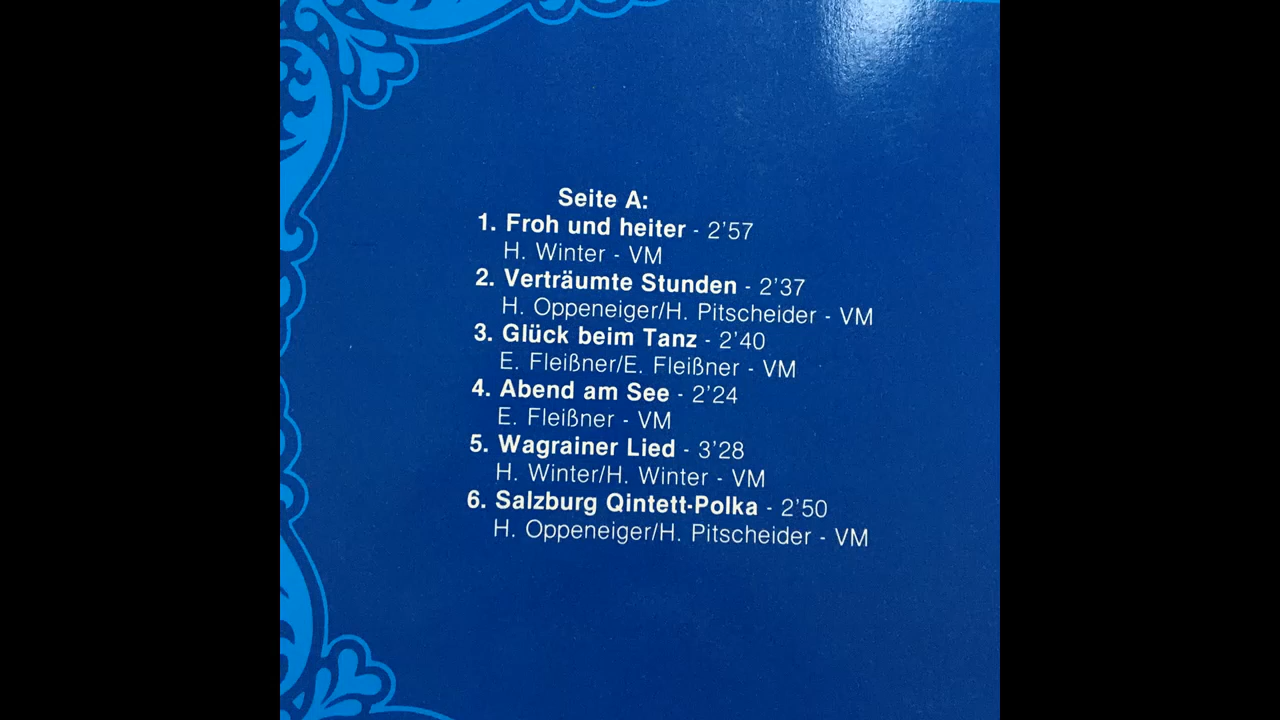 Seite A:
1. Froh und heiter - 2'57
H. Winter - VM
2. Verträumte Stunden - 2'37
H. Oppeneiger/H. Pitscheider - VM
3. Glück beim Tanz - 2'40
E. Fleißner/E. Fleißner - VM
4. Abend am See - 2'24
E. Fleißner - VM
5. Wagrainer Lied - 3'28
H. Winter/H. Winter - VM
6. Salzburg Qintett-Polka - 2'50
H. Oppeneiger/H. Pitscheider - VM